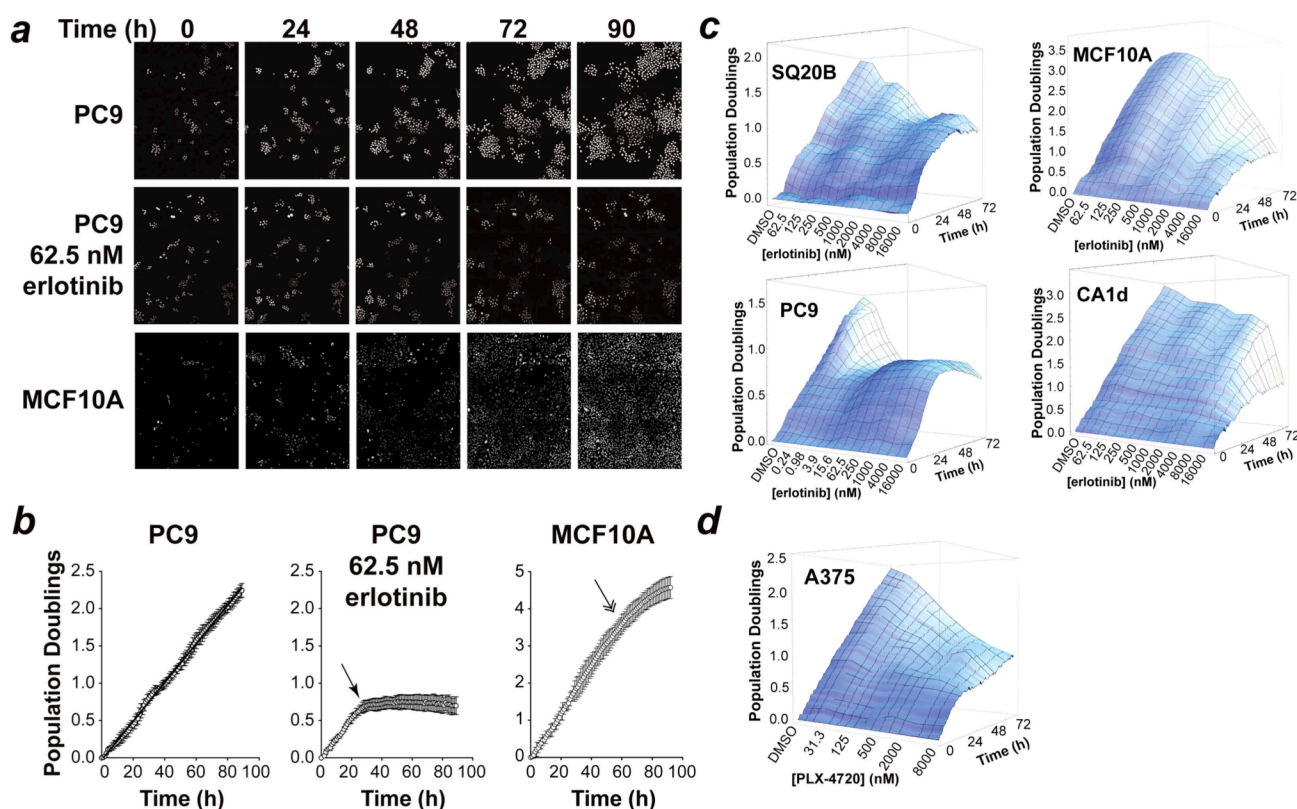 a
Time (h) 0 24 48 72 90
PC9
PC9
62.5 nM
erlotinib
MCF10A
b
PC9
Population Doublings
2.5
2.0
1.5
1.0
0.5
0.0
0 20 40 60 80 100
Time (h)
PC9
62.5 nM
erlotinib
2.5
2.0
1.5
1.0
0.5
0.0
0 20 40 60 80 100
Time (h)
MCF10A
5
4
3
2
1
0
0 20 40 60 80 100
Time (h)
c
SQ20B
Population Doublings
2.0
1.5
1.0
0.5
0.0
DMSO 62.5 125 250 500 1000 2000 4000 8000 16000
[erlotinib] (nM)
0 24 48 72
Time (h)
MCF10A
Population Doublings
3.5
3.0
2.5
2.0
1.5
1.0
0.5
0.0
DMSO 62.5 125 250 500 1000 2000 4000 16000
[erlotinib] (nM)
0 24 48 72
Time (h)
PC9
Population Doublings
1.5
1.0
0.5
0.0
DMSO 0.24 0.98 3.9 15.6 62.5 250 1000 4000 16000
[erlotinib] (nM)
0 24 48 72
Time (h)
CA1d
Population Doublings
3.0
2.5
2.0
1.5
1.0
0.5
0.0
DMSO 62.5 125 250 500 1000 2000 4000 8000 16000
[erlotinib] (nM)
0 24 48 72
Time (h)
d
A375
Population Doublings
2.5
2.0
1.5
1.0
0.5
0.0
DMSO 31.3 125 500 2000 8000
[PLX-4720] (nM)
0 24 48 72
Time (h)